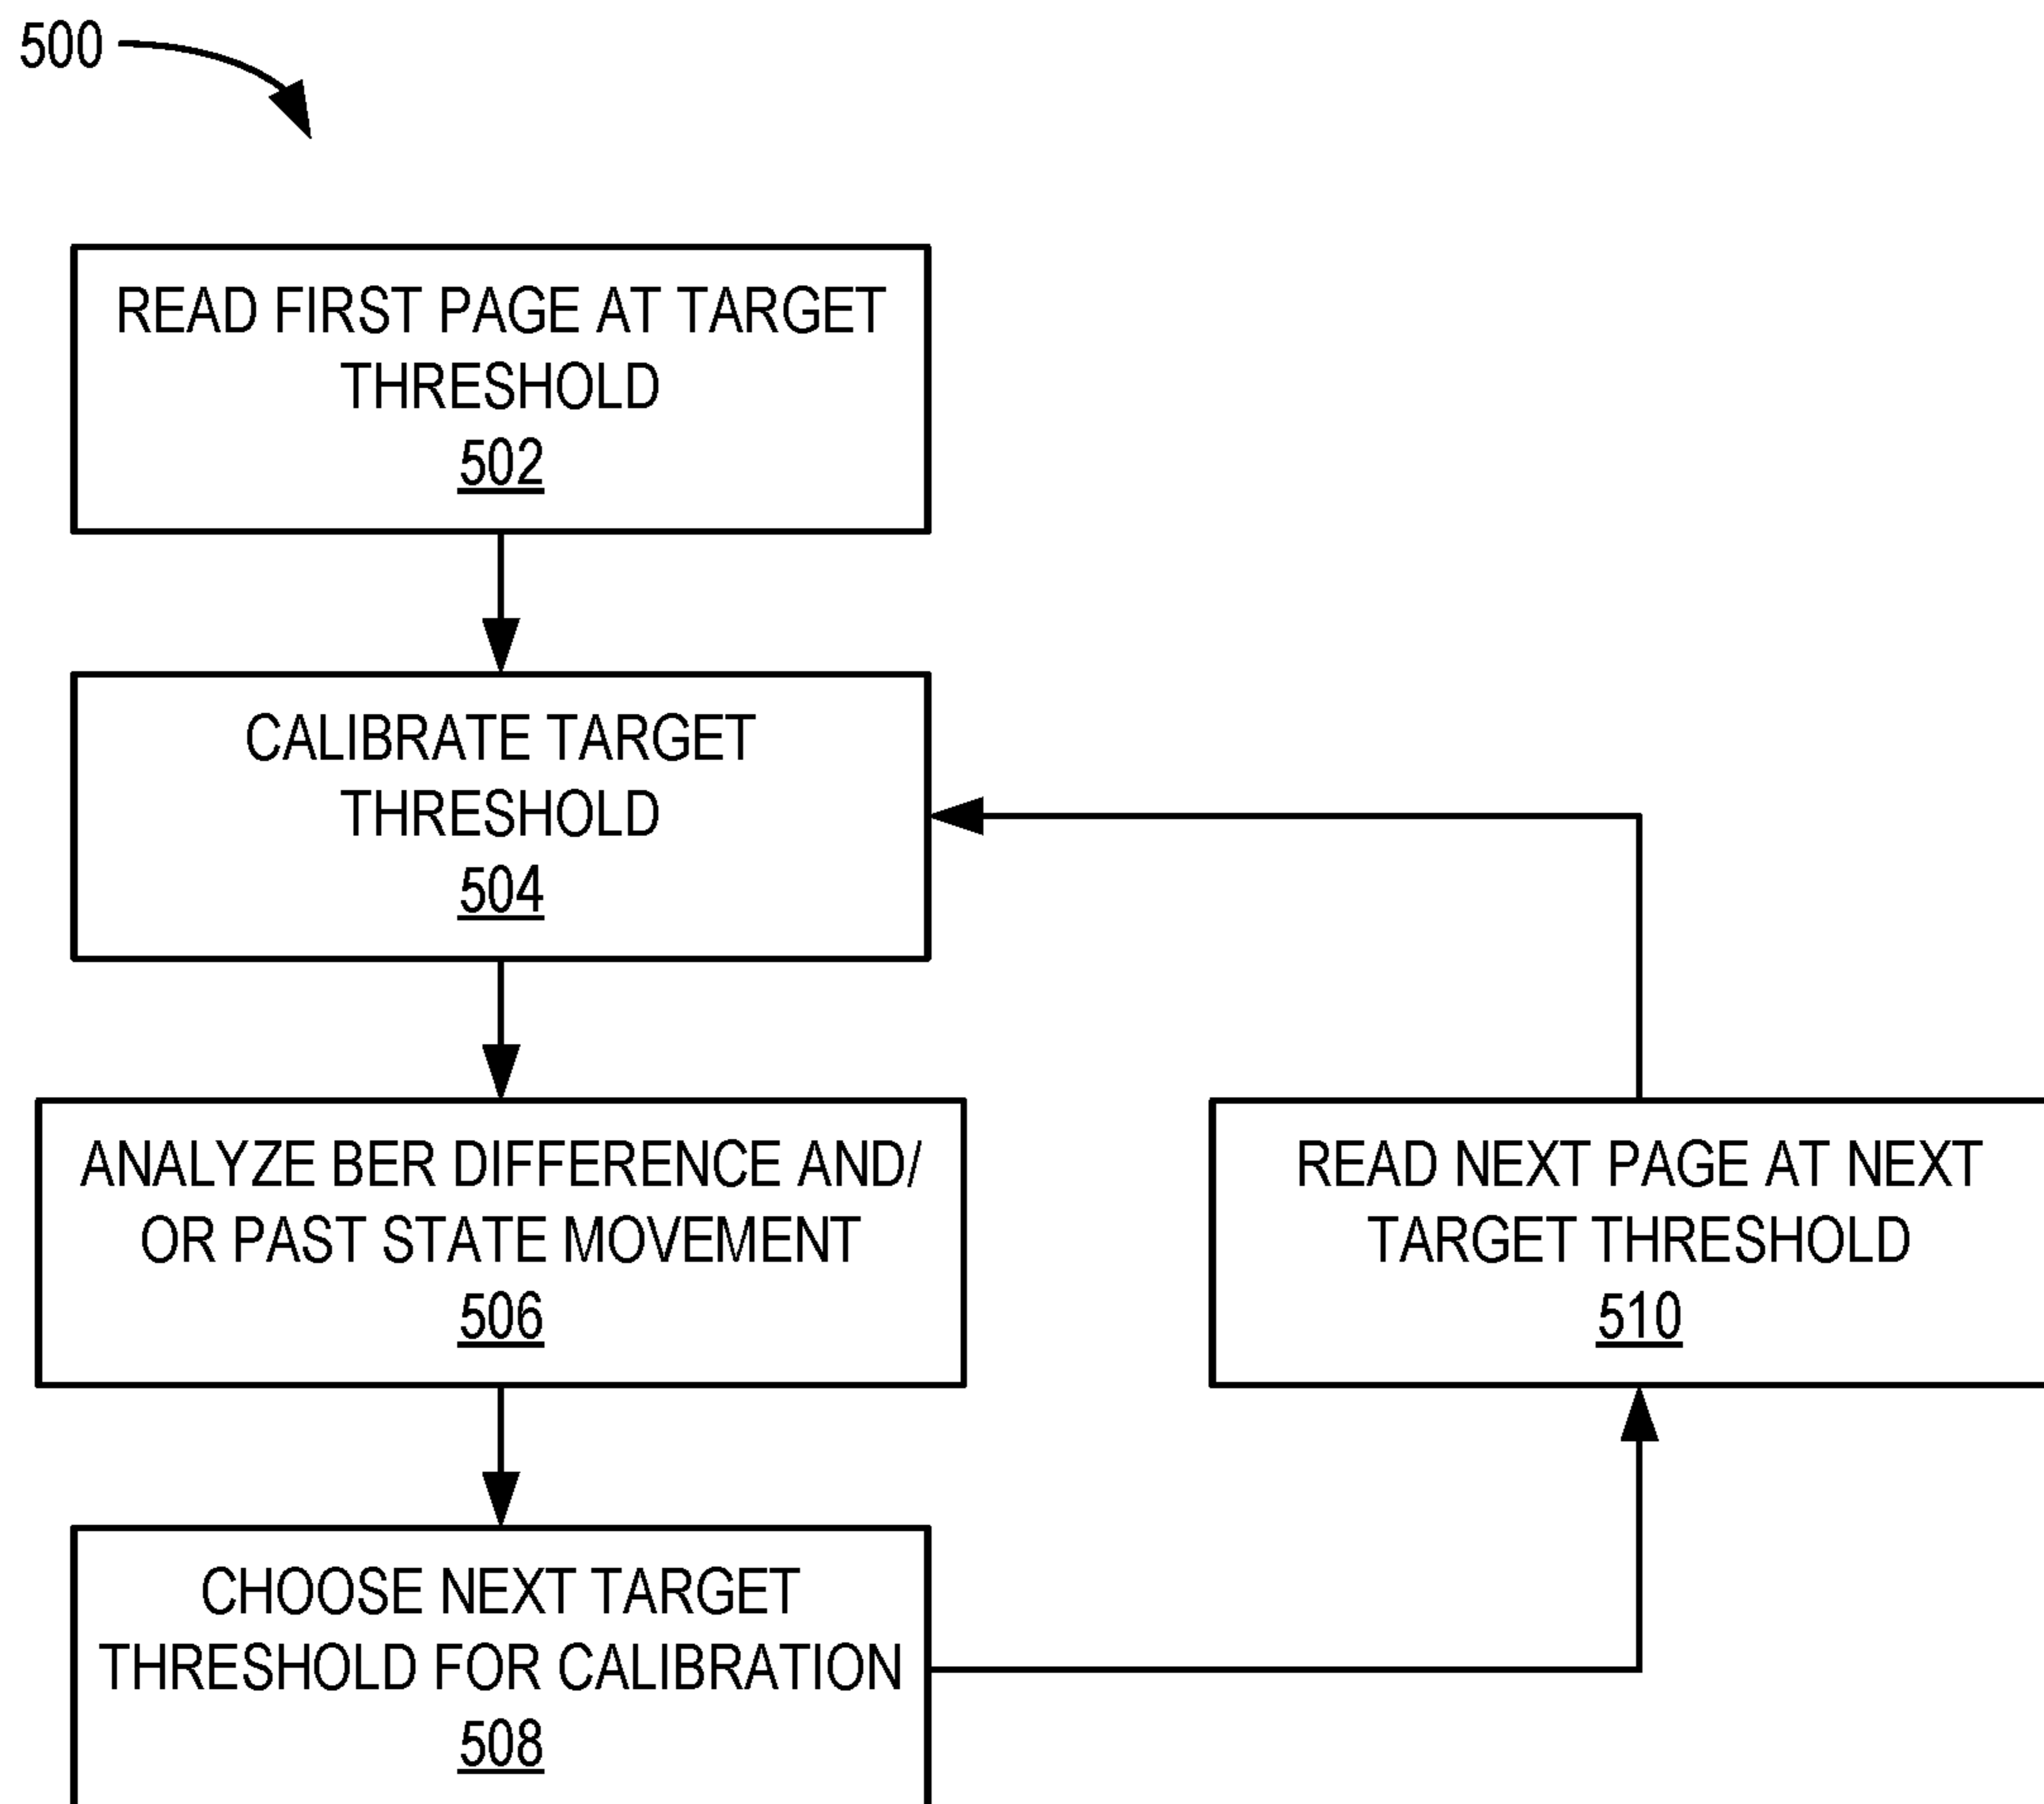 500
READ FIRST PAGE AT TARGET
THRESHOLD
502
CALIBRATE TARGET
THRESHOLD
504
ANALYZE BER DIFFERENCE AND/
OR PAST STATE MOVEMENT
506
READ NEXT PAGE AT NEXT
TARGET THRESHOLD
510
CHOOSE NEXT TARGET
THRESHOLD FOR CALIBRATION
508